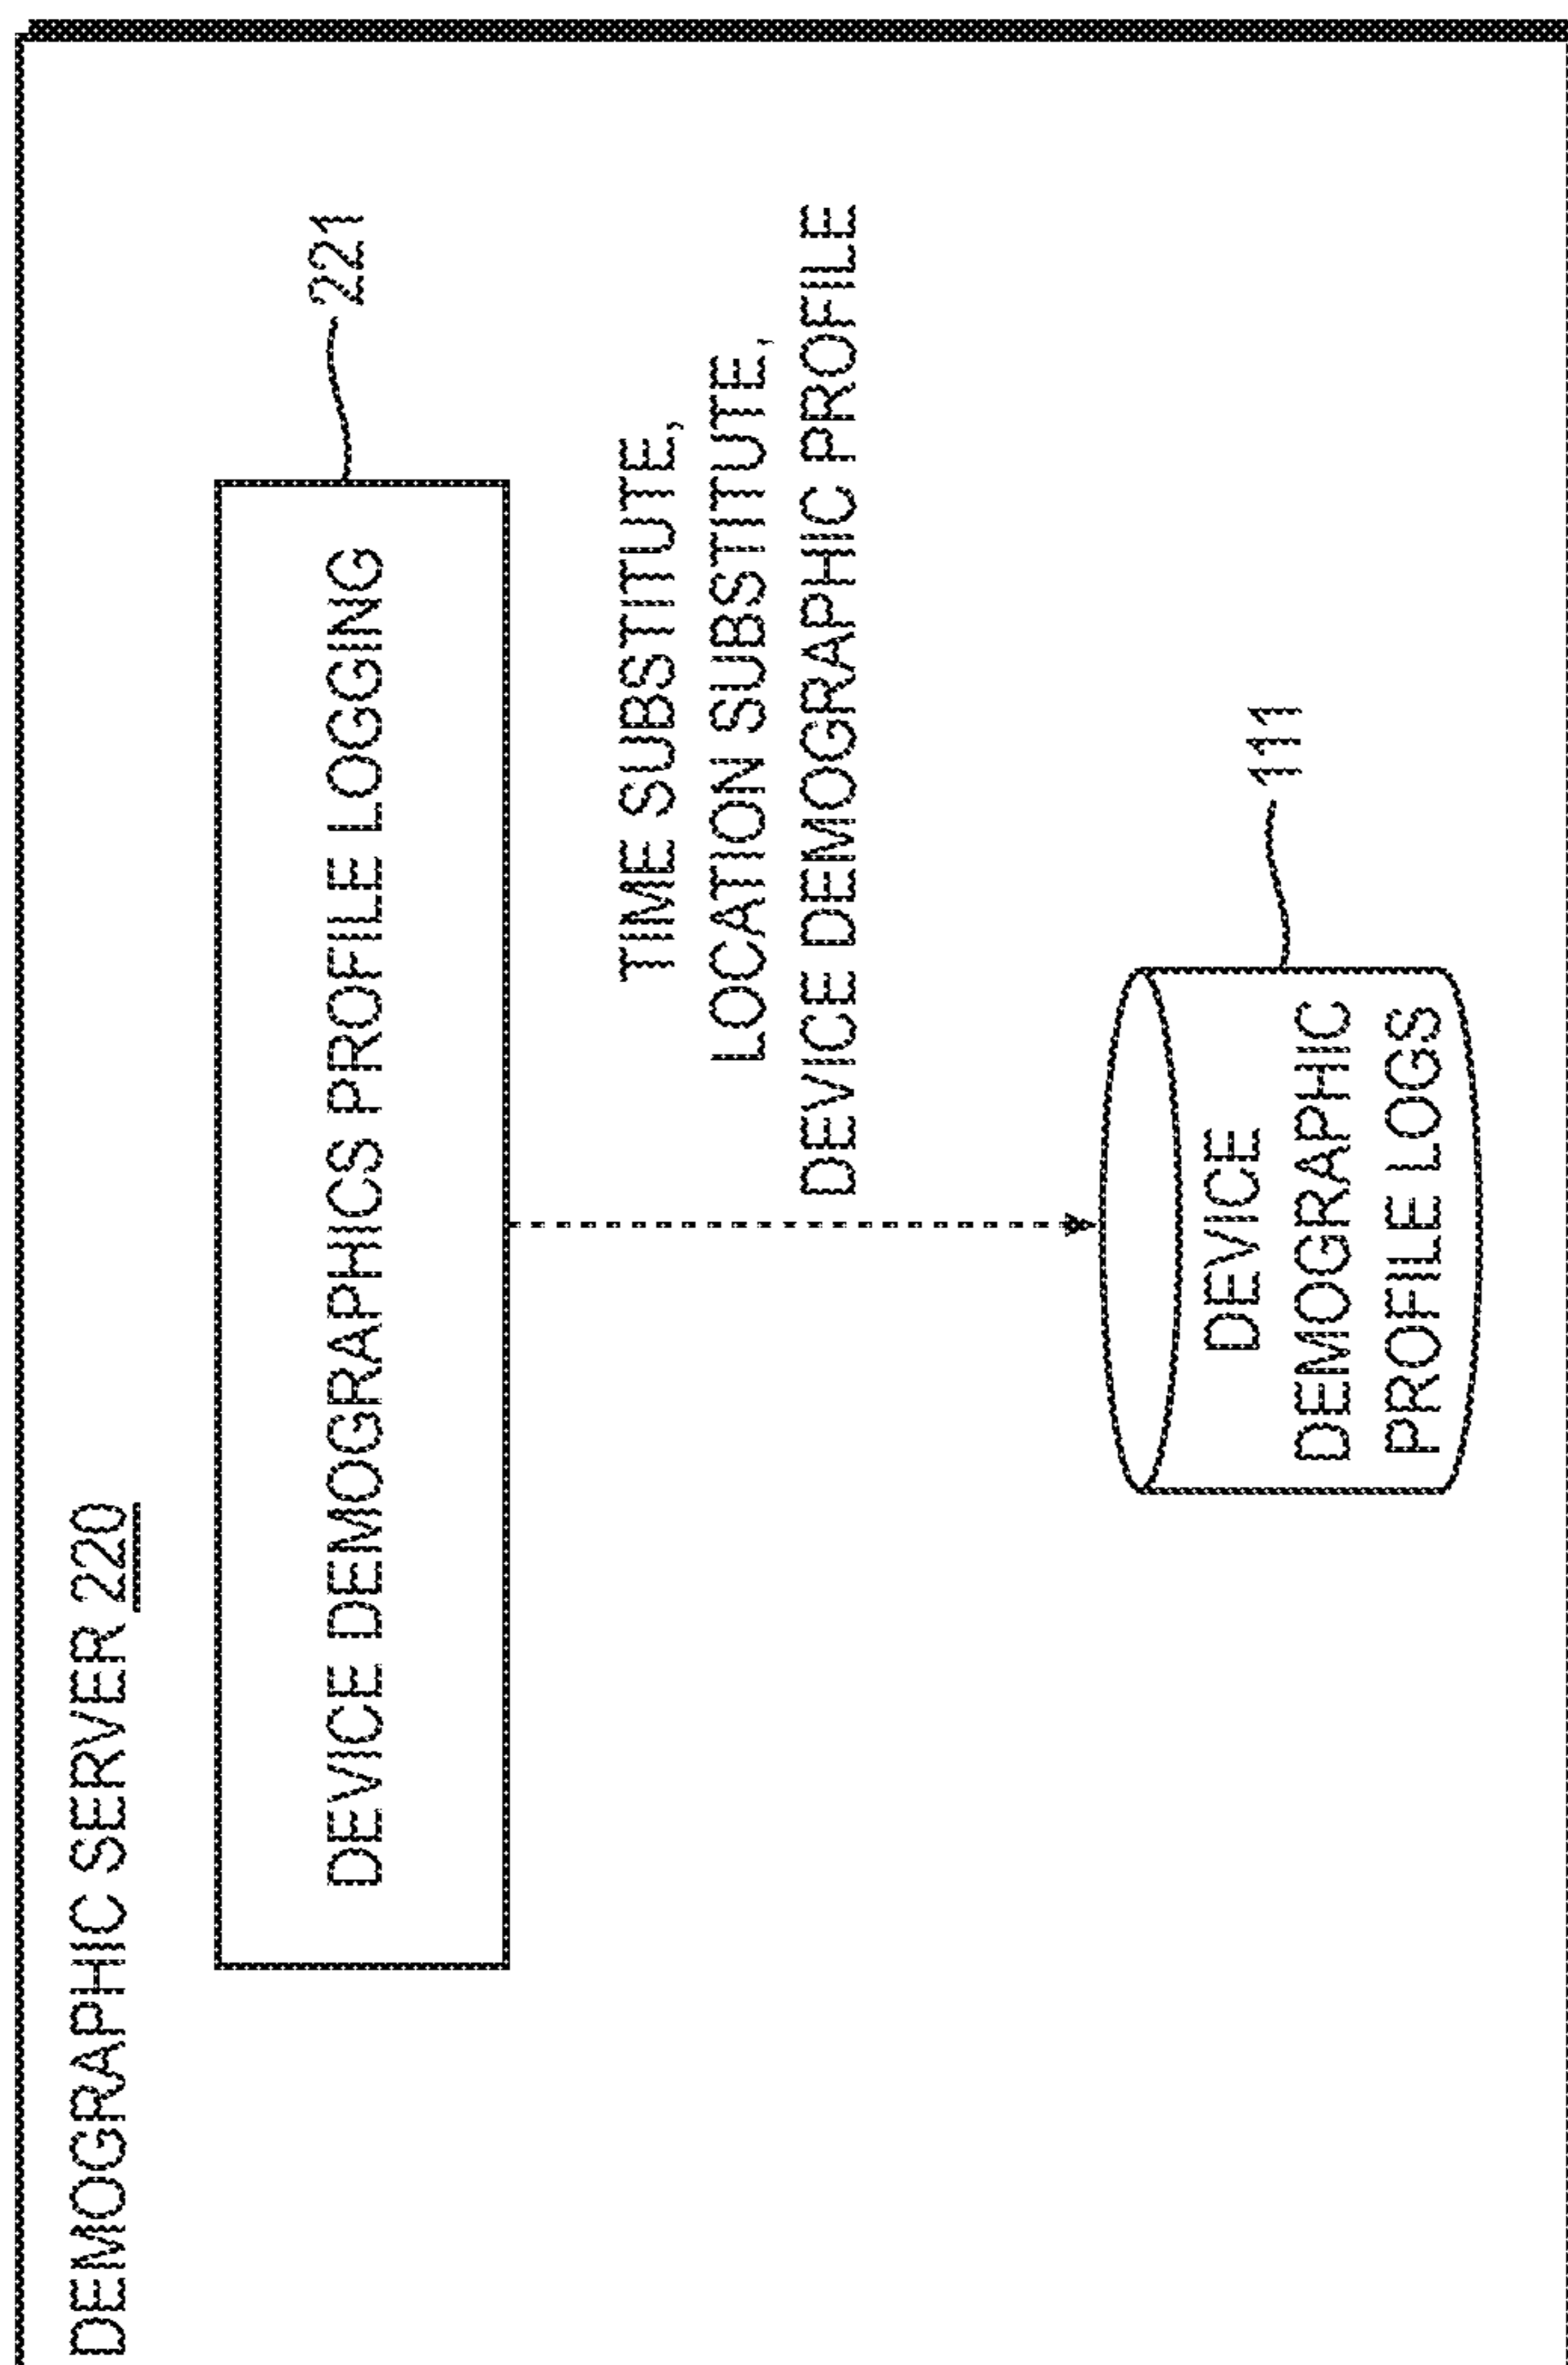 DEMOGRAPHIC SERVER 220
DEVICE DEMOGRAPHICS PROFILE LOGGING
221
TIME SUBSTITUTE,
LOCATION SUBSTITUTE,
DEVICE DEMOGRAPHIC PROFILE
111
DEVICE
DEMOGRAPHIC
PROFILE LOGS